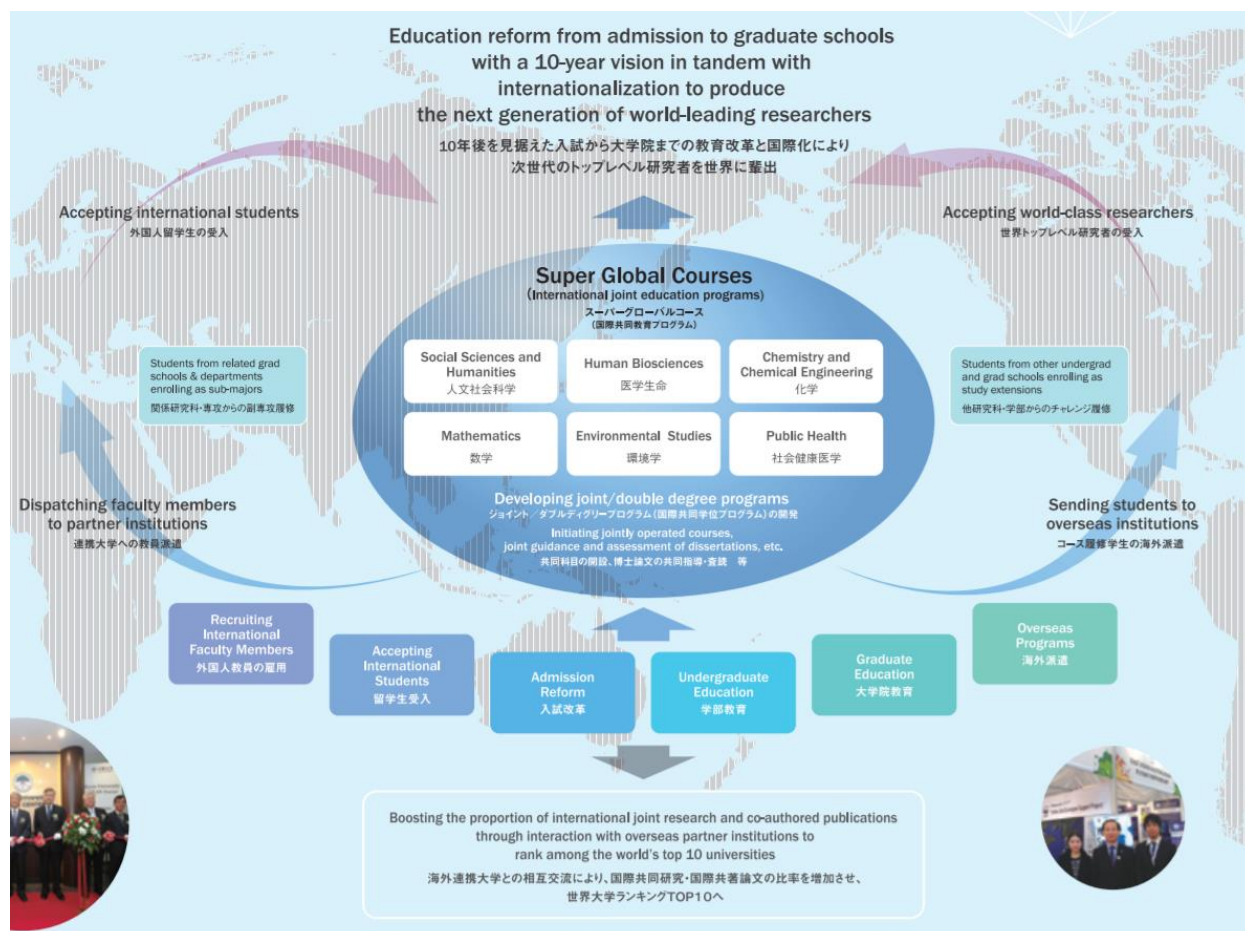 Education reform from admission to graduate schools
with a 10-year vision in tandem with
internationalization to produce
the next generation of world-leading researchers
10年後を見据えた入試から大学院までの教育改革と国際化により
次世代のトップレベル研究者を世界に輩出
Accepting international students
外国人留学生の受入
Accepting world-class researchers
世界トップレベル研究者の受入
Super Global Courses
(International joint education programs)
スーパーグローバルコース
(国際共同教育プログラム)
Students from related grad
schools & departments
enrolling as sub-majors
関係研究科・専攻からの副専攻履修
Social Sciences and
Humanities
人文社会科学
Human Biosciences
医学生命
Chemistry and
Chemical Engineering
化学
Students from other undergrad
and grad schools enrolling as
study extensions
他研究科・学部からのチャレンジ履修
Mathematics
数学
Environmental Studies
環境学
Public Health
社会健康医学
Dispatching faculty members
to partner institutions
連携大学への教員派遣
Developing joint/double degree programs
ジョイント/ダブルディグリープログラム(国際共同学位プログラム)の開発
Initiating jointly operated courses,
joint guidance and assessment of dissertations, etc.
共同科目の開設、博士論文の共同指導・査読 等
Sending students to
overseas institutions
コース履修学生の海外派遣
Recruiting
International
Faculty Members
外国人教員の雇用
Accepting
International
Students
留学生受入
Admission
Reform
入試改革
Undergraduate
Education
学部教育
Graduate
Education
大学院教育
Overseas
Programs
海外派遣
Boosting the proportion of international joint research and co-authored publications
through interaction with overseas partner institutions to
rank among the world's top 10 universities
海外連携大学との相互交流により、国際共同研究・国際共著論文の比率を増加させ、
世界大学ランキングTOP10へ